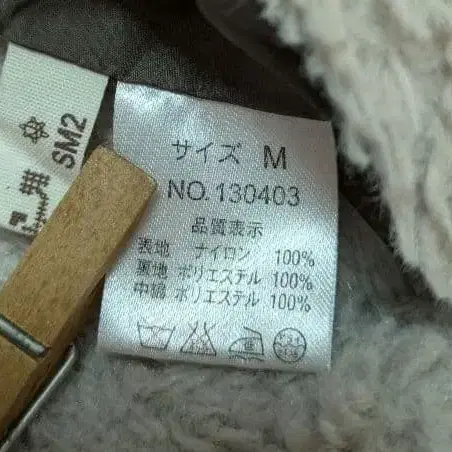 SM2
サイズ M
NO. 130403
品質表示
表地 ナイロン 100%
裏地 ポリエステル 100%
中綿 ポリエステル 100%